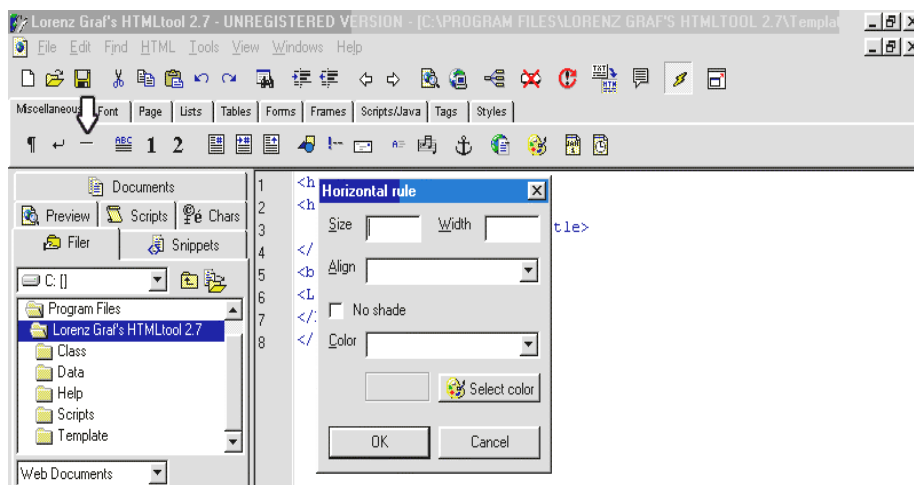 Lorenz Graf's HTMLtool 2.7 - UNREGISTERED VERSION - [C:\PROGRAM FILES\LORENZ GRAF'S HTMLTOOL 2.7\Templat
File Edit Find HTML Tools View Windows Help
TXT HTM
Miscellaneous Font Page Lists Tables Forms Frames Scripts/Java Tags Styles
¶ ABC 1 2
Documents
Preview Scripts Chars
Filer Snippets
C: []
Program Files
Lorenz Graf's HTMLtool 2.7
Class
Data
Help
Scripts
Template
Web Documents
1 <h
2 <h
3 tle>
4 </
5 <b
6 <L
7 </
8 </
Horizontal rule
Size Width
Align
No shade
Color
Select color
OK Cancel